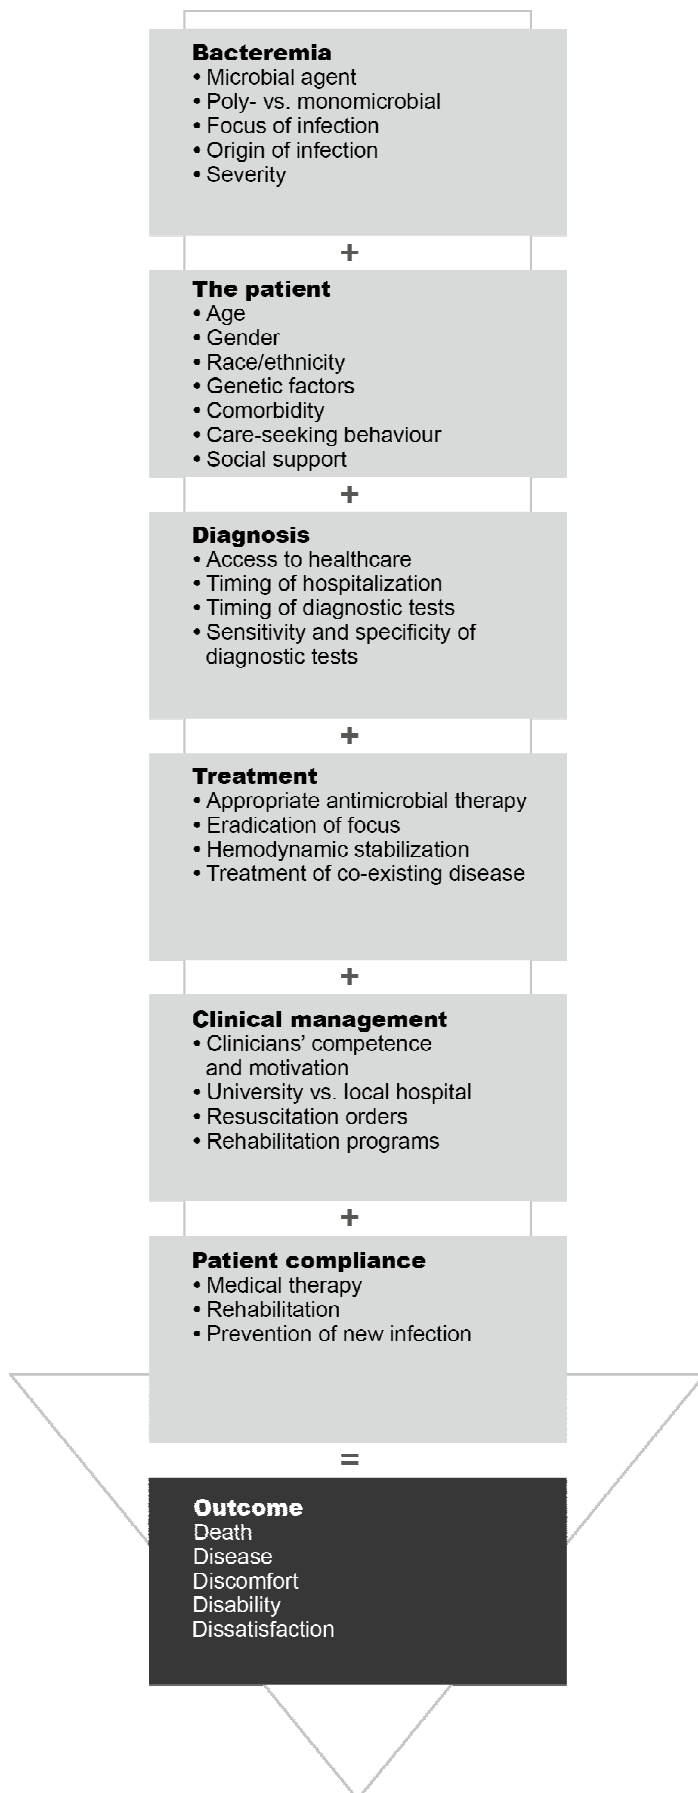 Bacteremia
• Microbial agent
• Poly- vs. monomicrobial
• Focus of infection
• Origin of infection
• Severity
+
The patient
• Age
• Gender
• Race/ethnicity
• Genetic factors
• Comorbidity
• Care-seeking behaviour
• Social support
+
Diagnosis
• Access to healthcare
• Timing of hospitalization
• Timing of diagnostic tests
• Sensitivity and specificity of
diagnostic tests
+
Treatment
• Appropriate antimicrobial therapy
• Eradication of focus
• Hemodynamic stabilization
• Treatment of co-existing disease
+
Clinical management
• Clinicians’ competence
and motivation
• University vs. local hospital
• Resuscitation orders
• Rehabilitation programs
+
Patient compliance
• Medical therapy
• Rehabilitation
• Prevention of new infection
=
Outcome
Death
Disease
Discomfort
Disability
Dissatisfaction